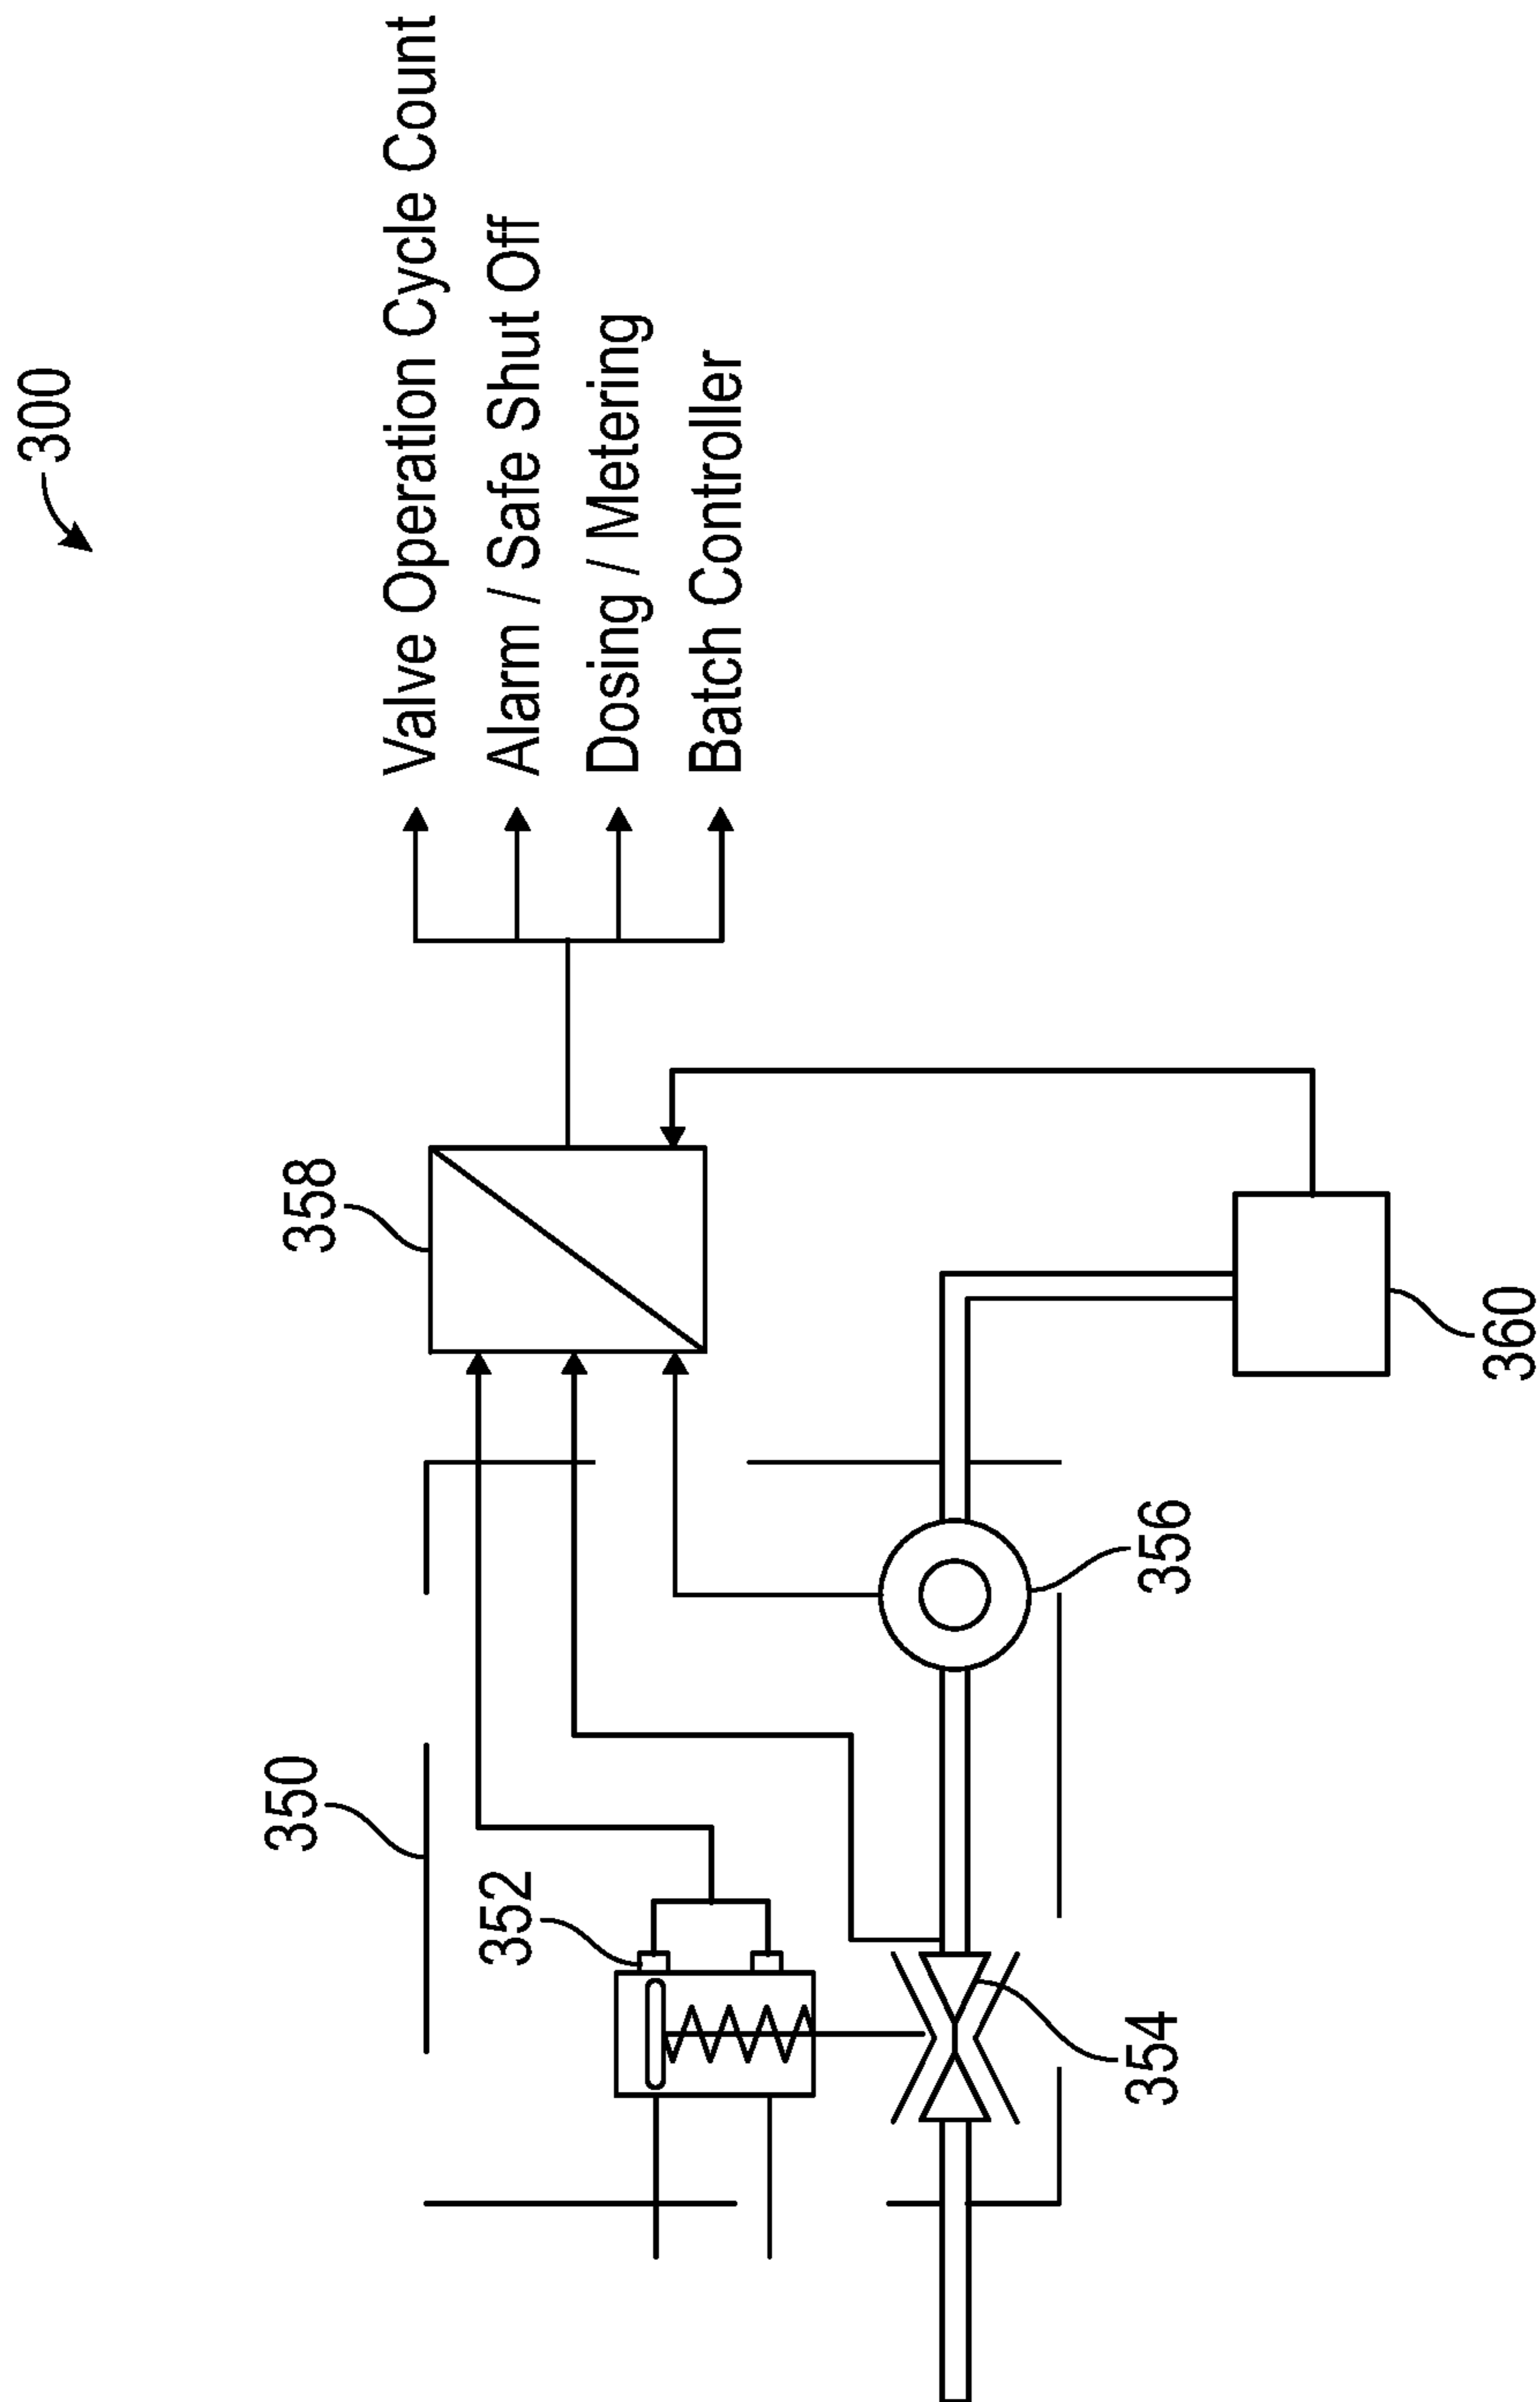 300
Valve Operation Cycle Count
Alarm / Safe Shut Off
Dosing / Metering
Batch Controller
358
350
352
356
354
360